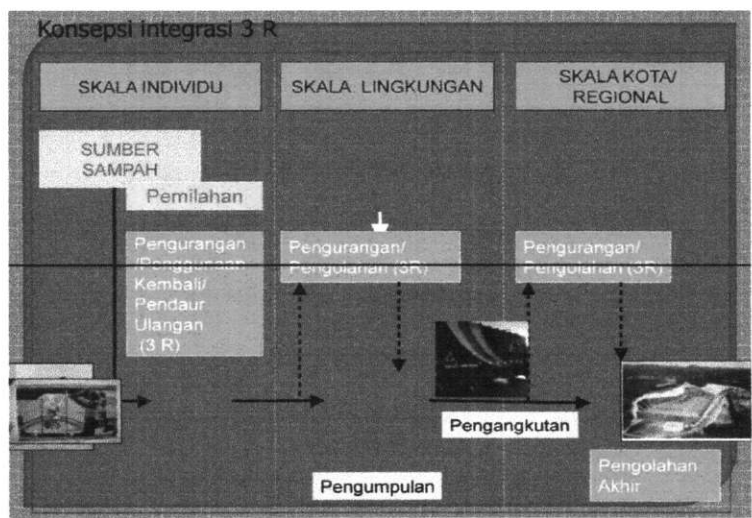 Konsepsi integrasi 3 R
SKALA INDIVIDU
SKALA LINGKUNGAN
SKALA KOTA/
REGIONAL
SUMBER
SAMPAH
Pemilahan
Pengurangan
/Penggunaan
Kembali/
Pendaur
Ulangan
(3 R)
Pengurangan/
Pengolahan (3R)
Pengurangan/
Pengolahan (3R)
Pengangkutan
Pengumpulan
Pengolahan
Akhir